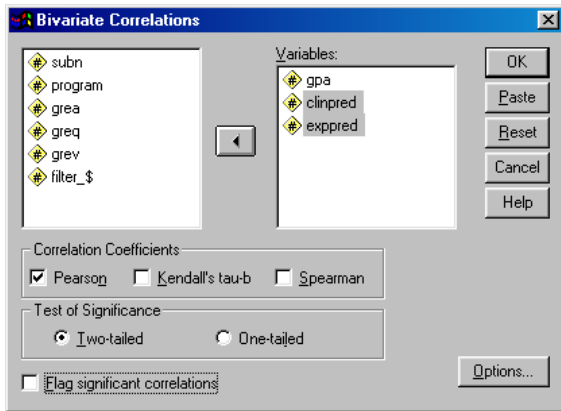 Bivariate Correlations
subn
program
grea
greq
grev
filter_$
Variables:
gpa
clinpred
exppred
OK
Paste
Reset
Cancel
Help
Correlation Coefficients
Pearson
Kendall's tau-b
Spearman
Test of Significance
Two-tailed
One-tailed
Flag significant correlations
Options...